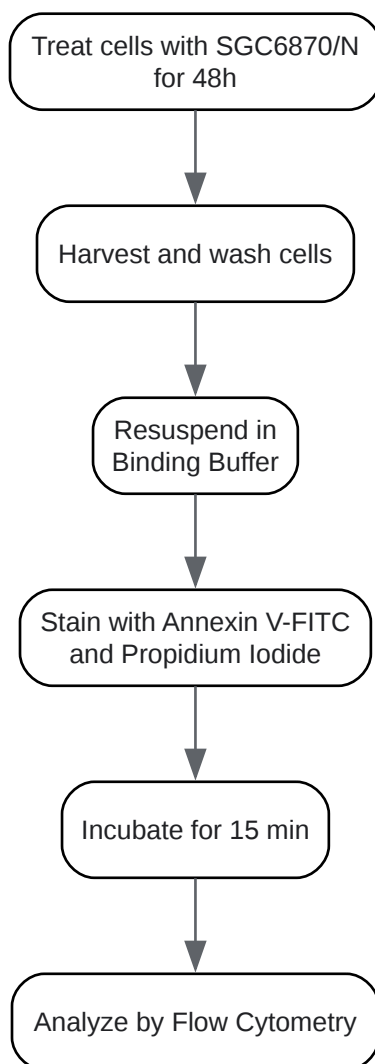 Treat cells with SGC6870/N
for 48h
Harvest and wash cells
Resuspend in
Binding Buffer
Stain with Annexin V-FITC
and Propidium Iodide
Incubate for 15 min
Analyze by Flow Cytometry